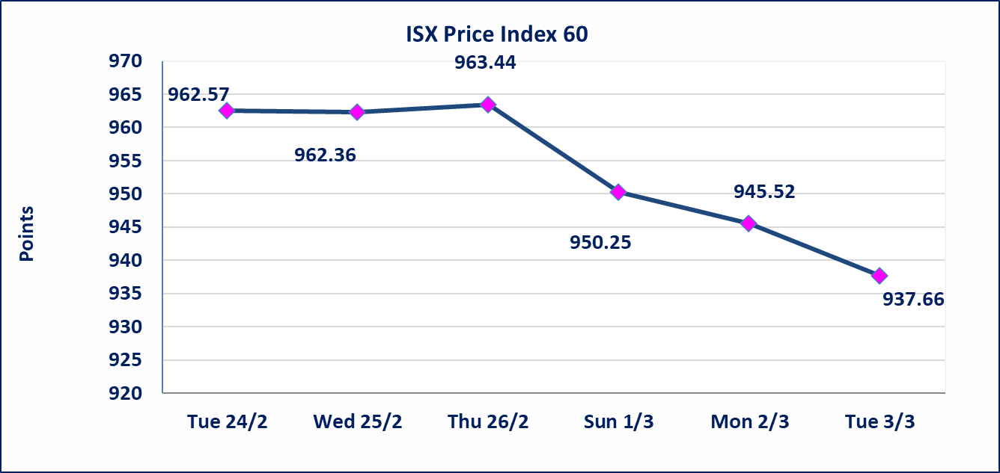 ISX Price Index 60
Points
970
965
960
955
950
945
940
935
930
925
920
962.57
962.36
963.44
950.25
945.52
937.66
Tue 24/2
Wed 25/2
Thu 26/2
Sun 1/3
Mon 2/3
Tue 3/3